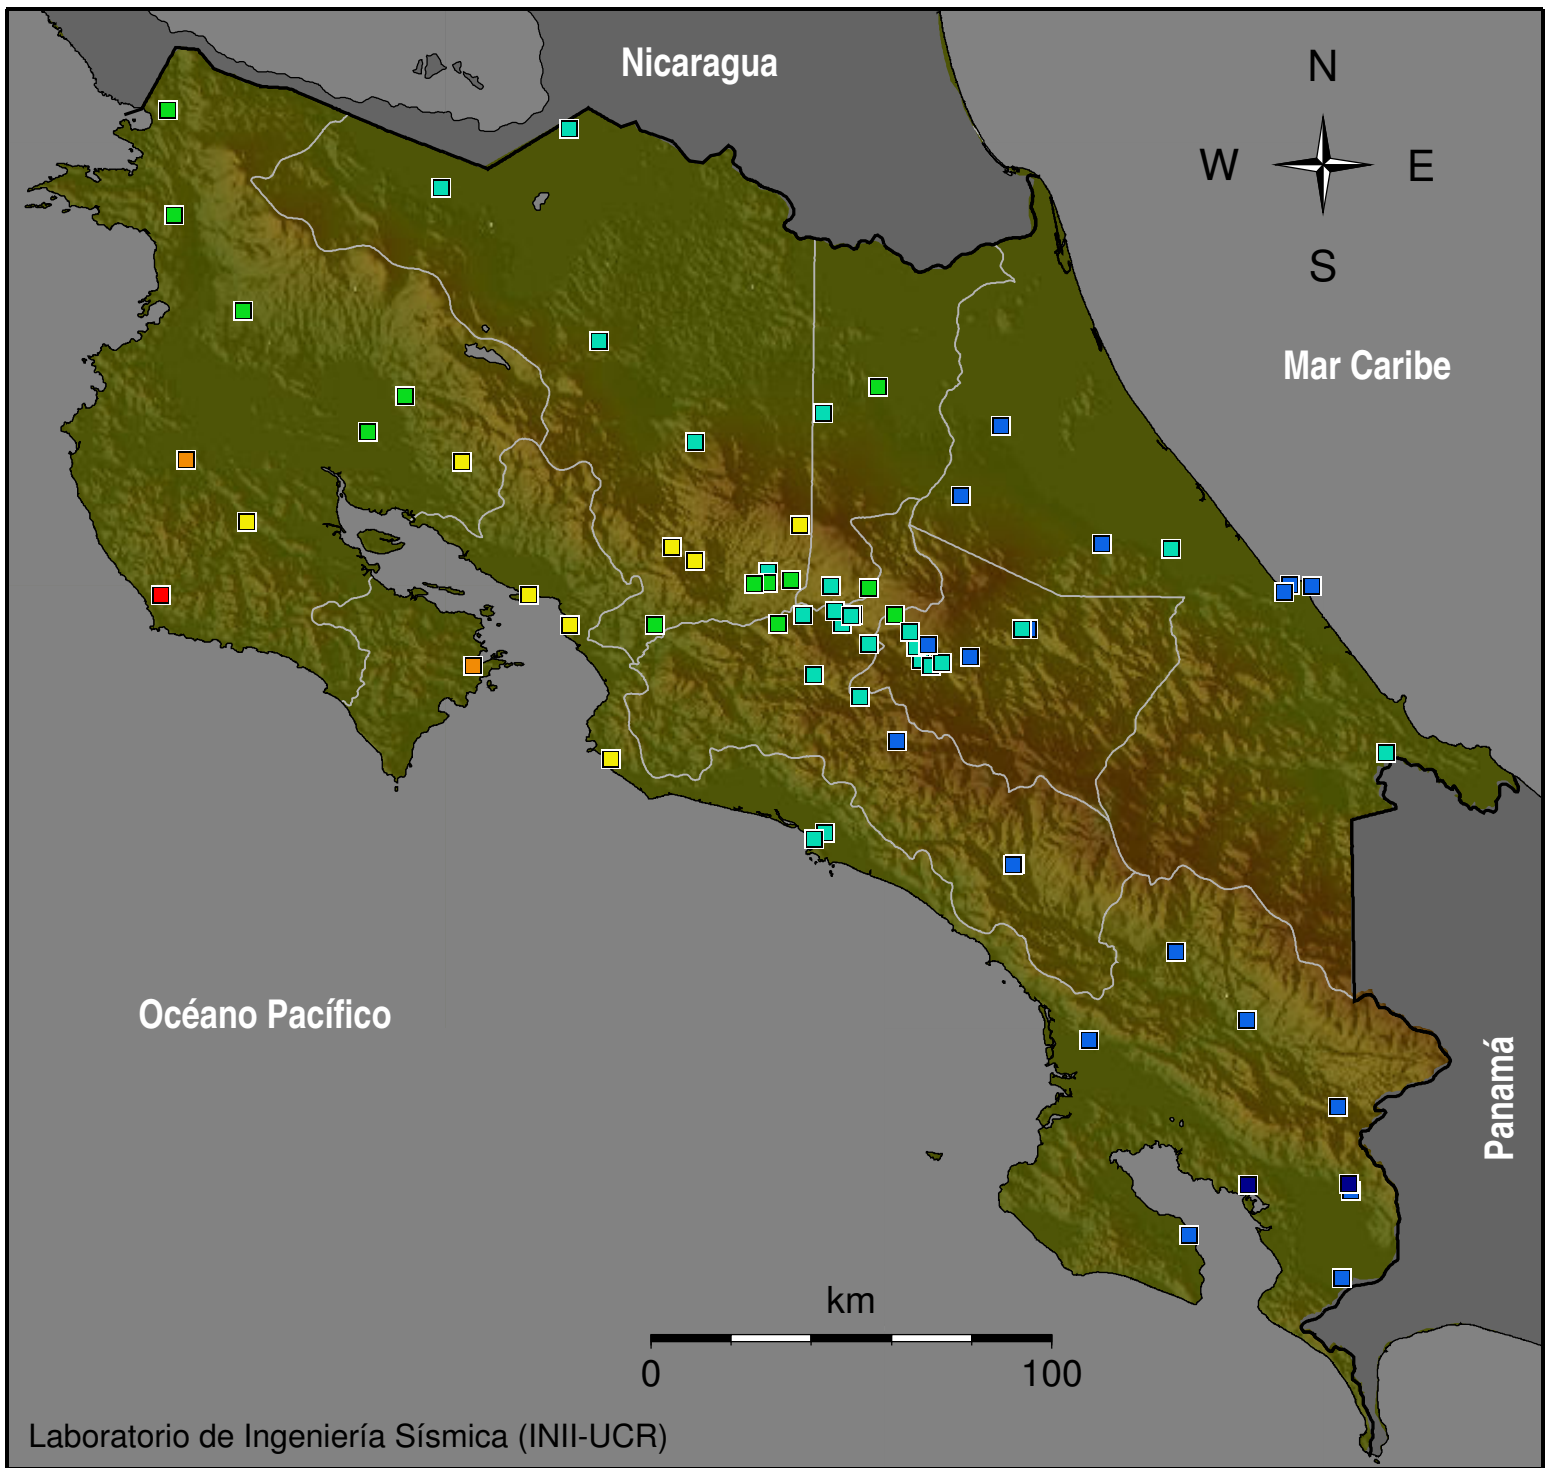 Nicaragua
N
W
E
S
Mar Caribe
Océano Pacífico
Panamá
km
0
100
Laboratorio de Ingeniería Sísmica (INII-UCR)